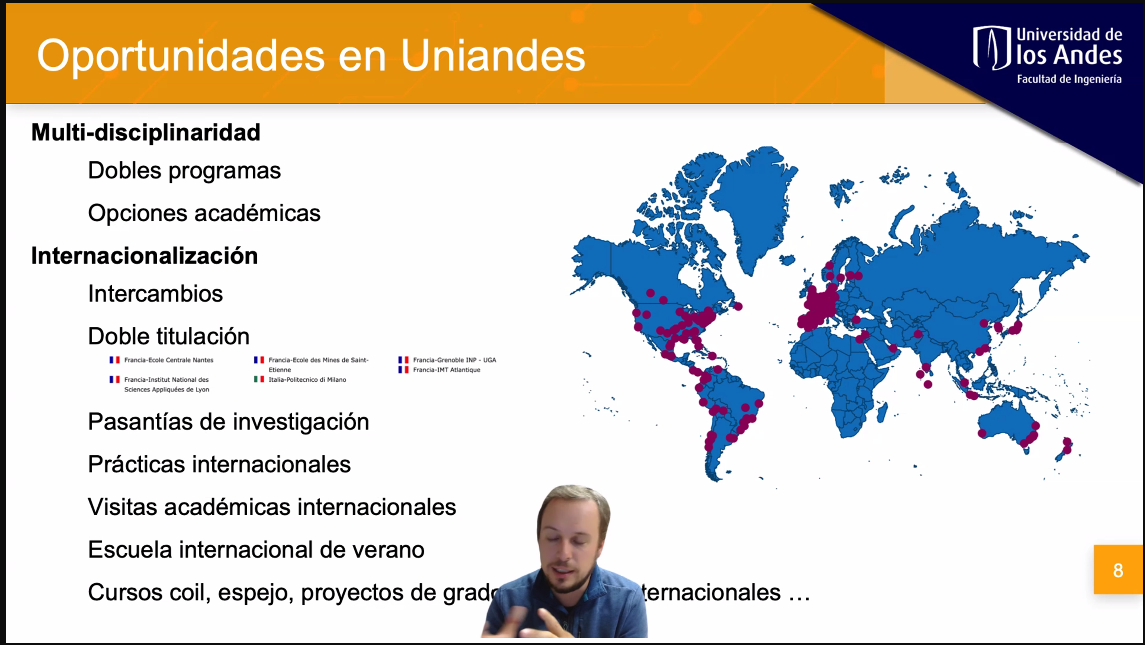 Oportunidades en Uniandes
Universidad de
los Andes
Facultad de Ingeniería
Multi-disciplinaridad
Dobles programas
Opciones académicas
Internacionalización
Intercambios
Doble titulación
Francia-Ecole Centrale Nantes
Francia-Ecole des Mines de Saint-
Etienne
Francia-Grenoble INP - UGA
Francia-IMT Atlantique
Francia-Institut National des
Sciences Appliquées de Lyon
Italia-Politecnico di Milano
Pasantías de investigación
Prácticas internacionales
Visitas académicas internacionales
Escuela internacional de verano
Cursos coil, espejo, proyectos de grado ternacionales …
8